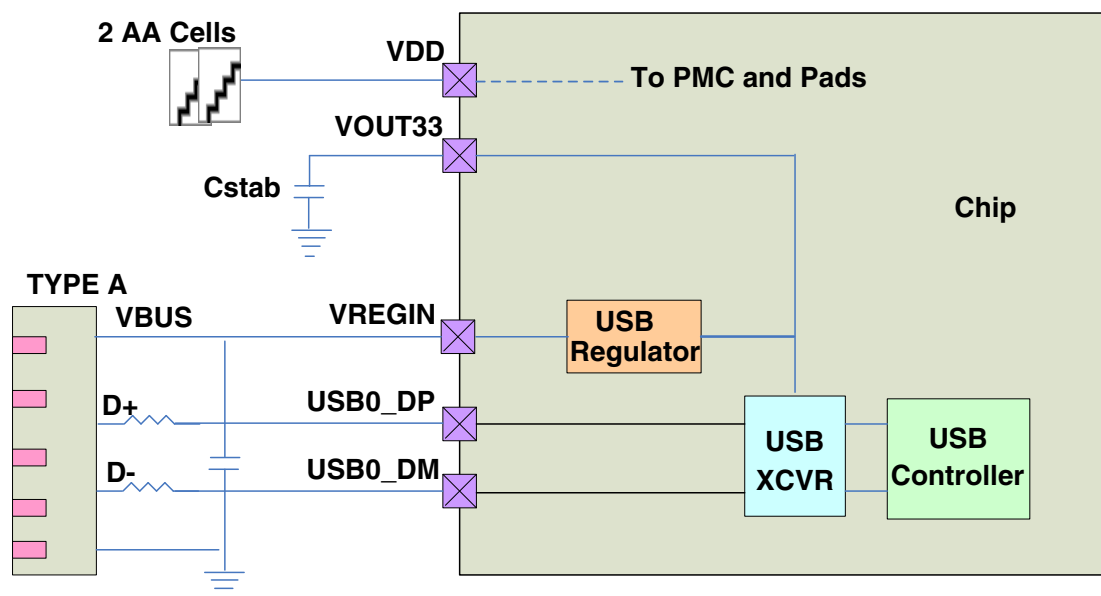 2 AA Cells
VDD
To PMC and Pads
VOUT33
Cstab
Chip
TYPE A
VBUS
VREGIN
USB
Regulator
D+
USB0_DP
D-
USB0_DM
USB
XCVR
USB
Controller